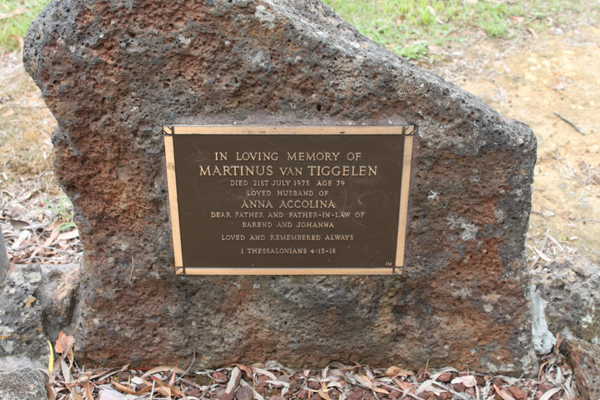 IN LOVING MEMORY OF
MARTINUS VAN TIGGELEN
DIED 21ST JULY 1973 AGE 79
LOVED HUSBAND OF
ANNA ACCOLINA
DEAR FATHER AND FATHER-IN-LAW OF
BAREND AND JOHANNA
LOVED AND REMEMBERED ALWAYS
1 THESSALONIANS 4-13-18